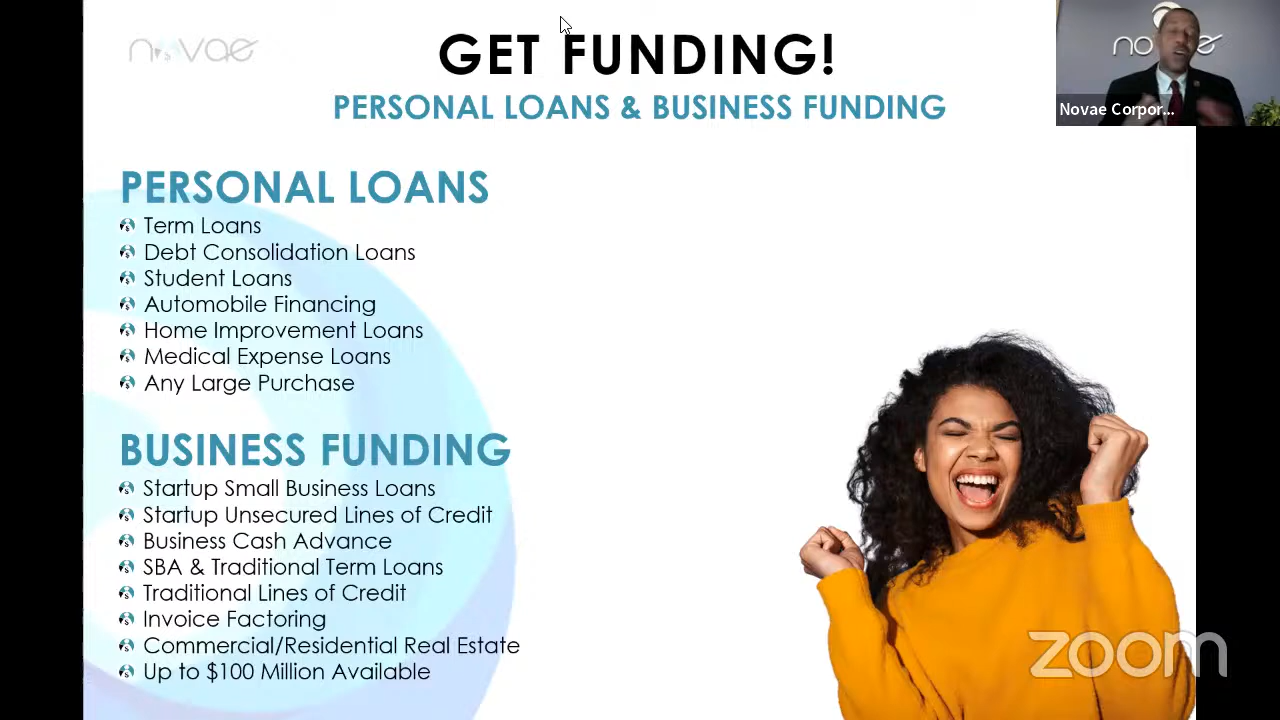 novae
GET FUNDING!
PERSONAL LOANS & BUSINESS FUNDING
Novae Corpor...
PERSONAL LOANS
Term Loans
Debt Consolidation Loans
Student Loans
Automobile Financing
Home Improvement Loans
Medical Expense Loans
Any Large Purchase
BUSINESS FUNDING
Startup Small Business Loans
Startup Unsecured Lines of Credit
Business Cash Advance
SBA & Traditional Term Loans
Traditional Lines of Credit
Invoice Factoring
Commercial/Residential Real Estate
Up to $100 Million Available
zoom